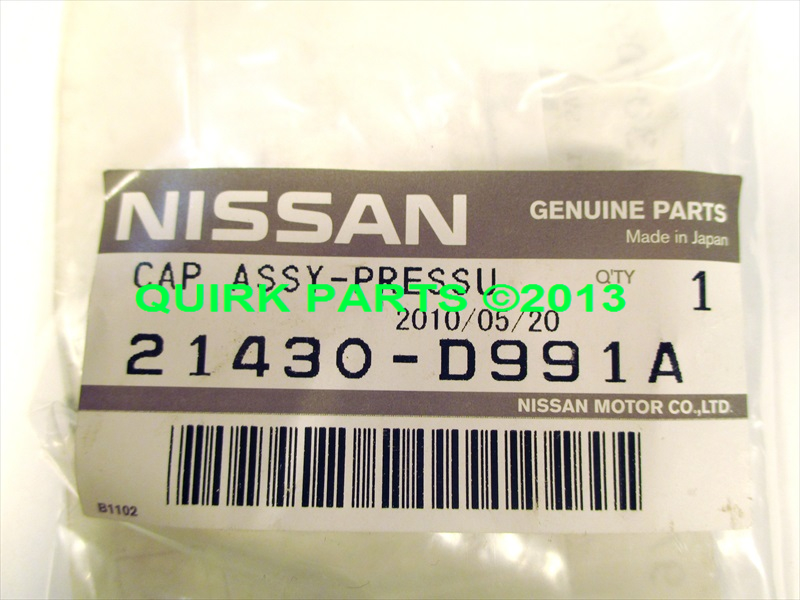 NISSAN
GENUINE PARTS
Made in Japan
CAP ASSY-PRESSU
Q'TY 1
QUIRK PARTS ©2013
2010/05/20
21430-D991A
NISSAN MOTOR CO.,LTD.
B1102